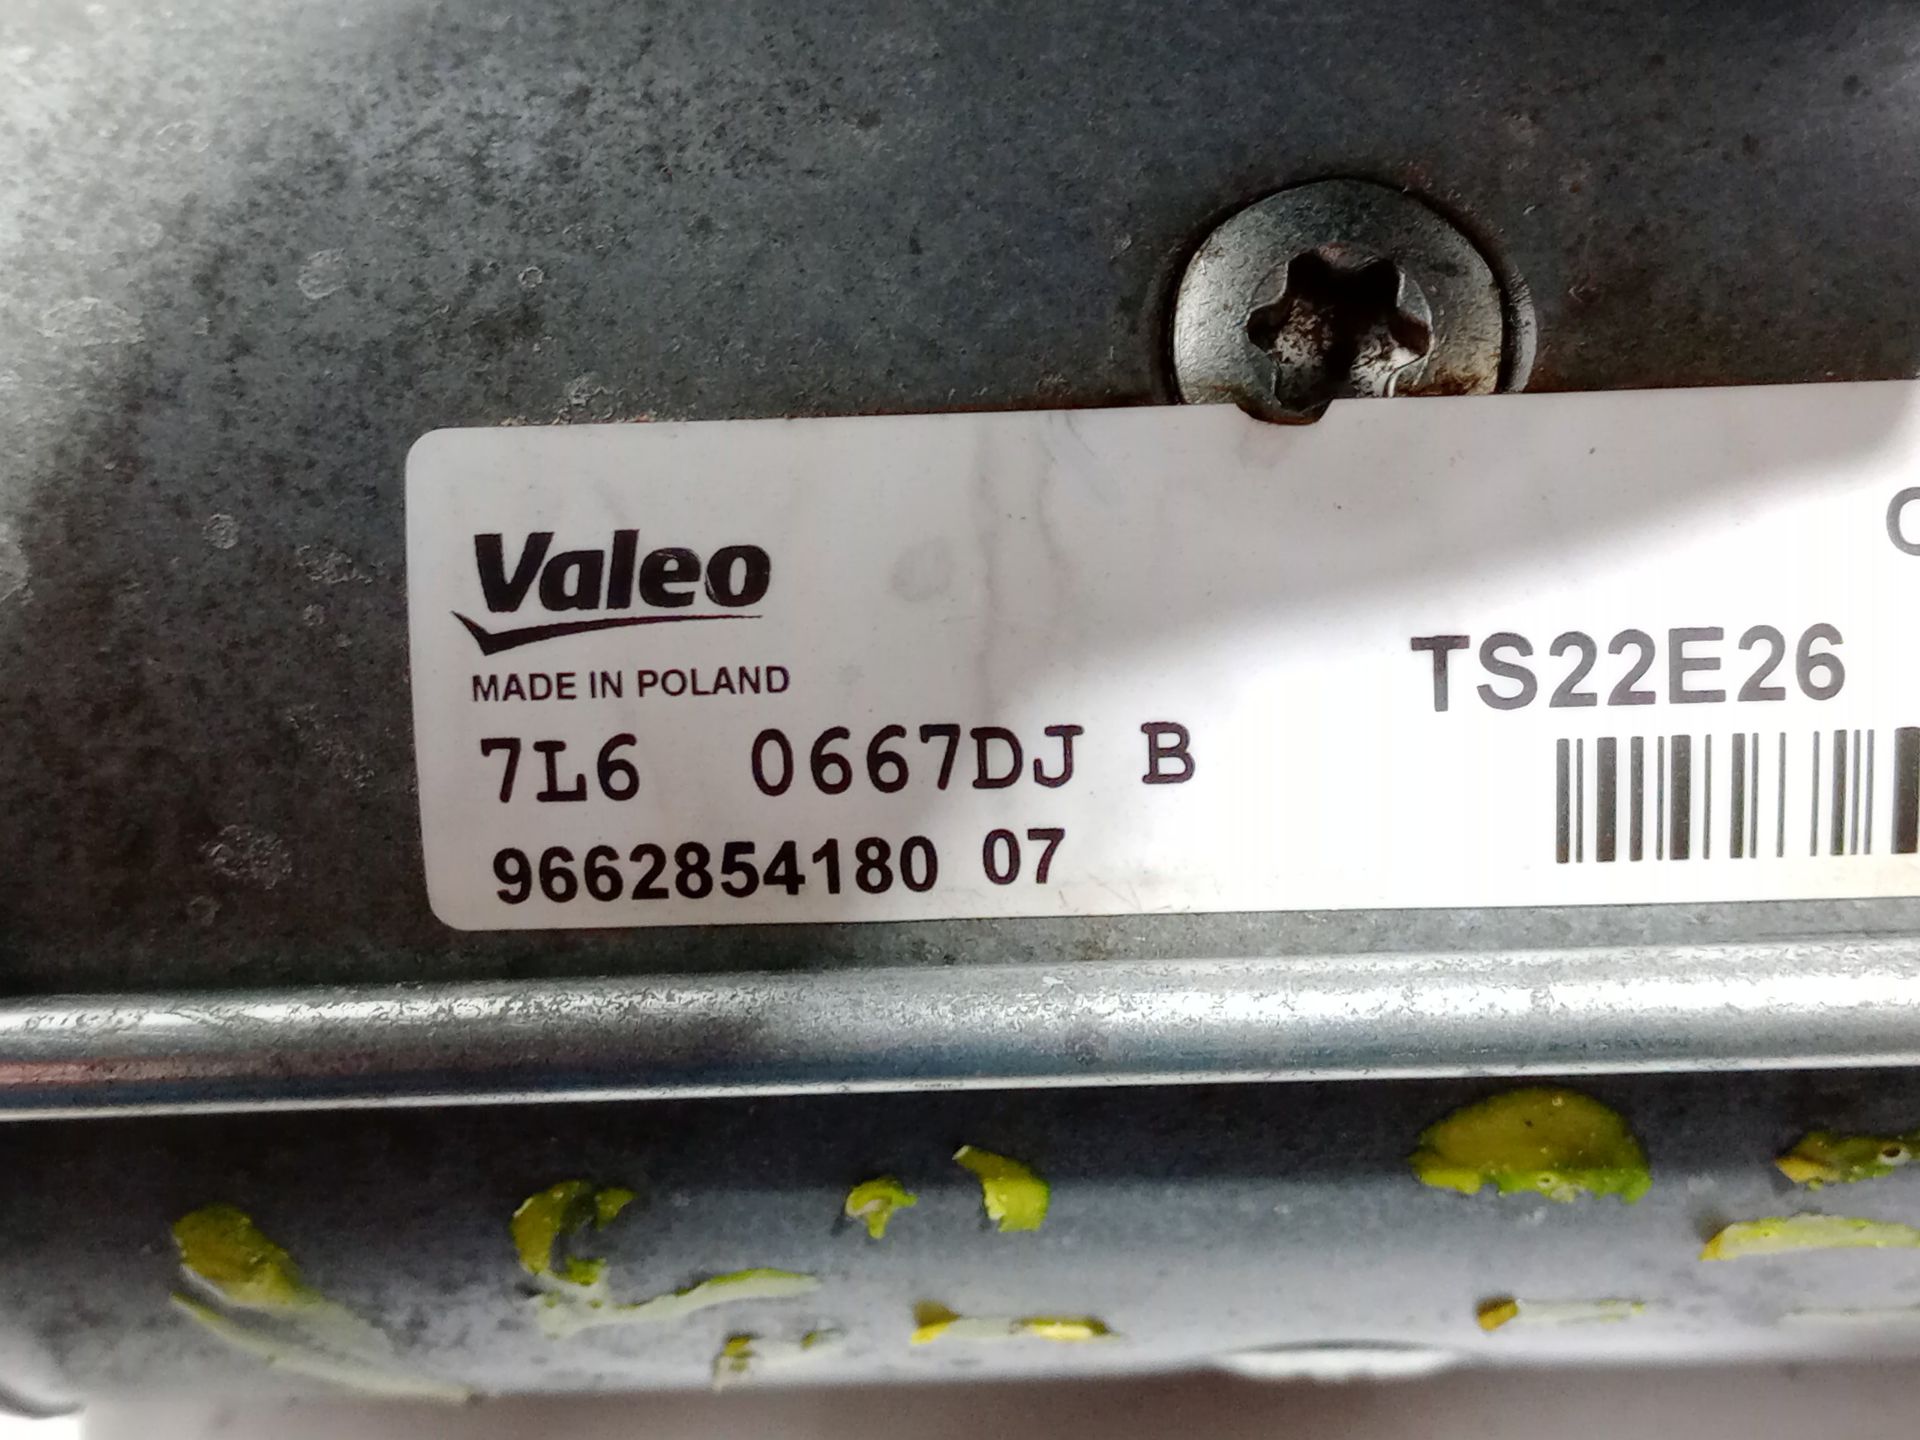 Valeo
MADE IN POLAND
7L6 0667DJ B
9662854180 07
TS22E26